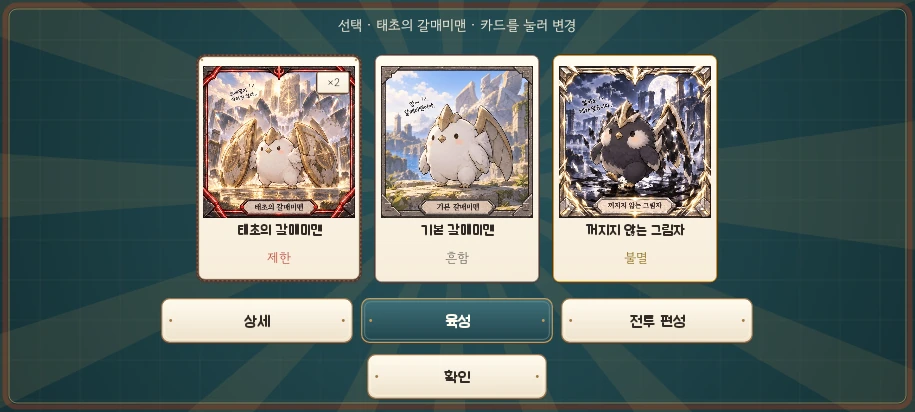 선택 · 태초의 갈매미맨 · 카드를 눌러 변경
×2
태초의 갈매미맨
기본 갈매미맨
꺼지지 않는 그림자
태초의 갈매미맨
기본 갈매미맨
꺼지지 않는 그림자
제한
흔함
불멸
상세
육성
전투 편성
확인